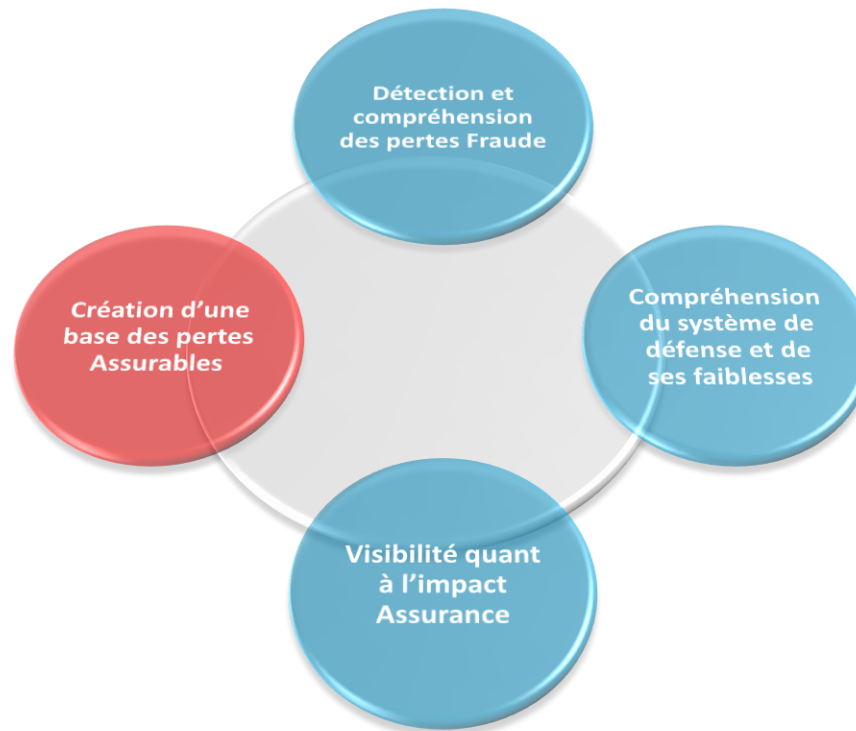 Détection et
compréhension
des pertes Fraude
Création d’une
base des pertes
Assurables
Compréhension
du système de
défense et de
ses faiblesses
Visibilité quant
à l’impact
Assurance